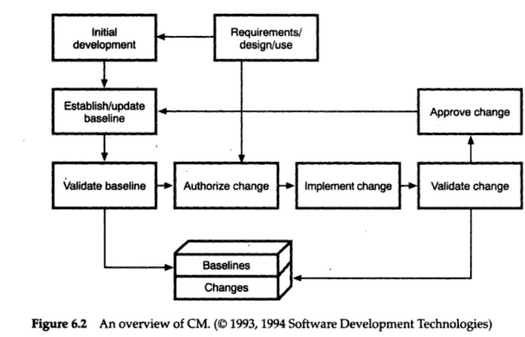 Initial
development
Requirements/
design/use
Establish/update
baseline
Approve change
Validate baseline
Authorize change
Implement change
Validate change
Baselines
Changes
Figure 6.2 An overview of CM. (© 1993, 1994 Software Development Technologies)